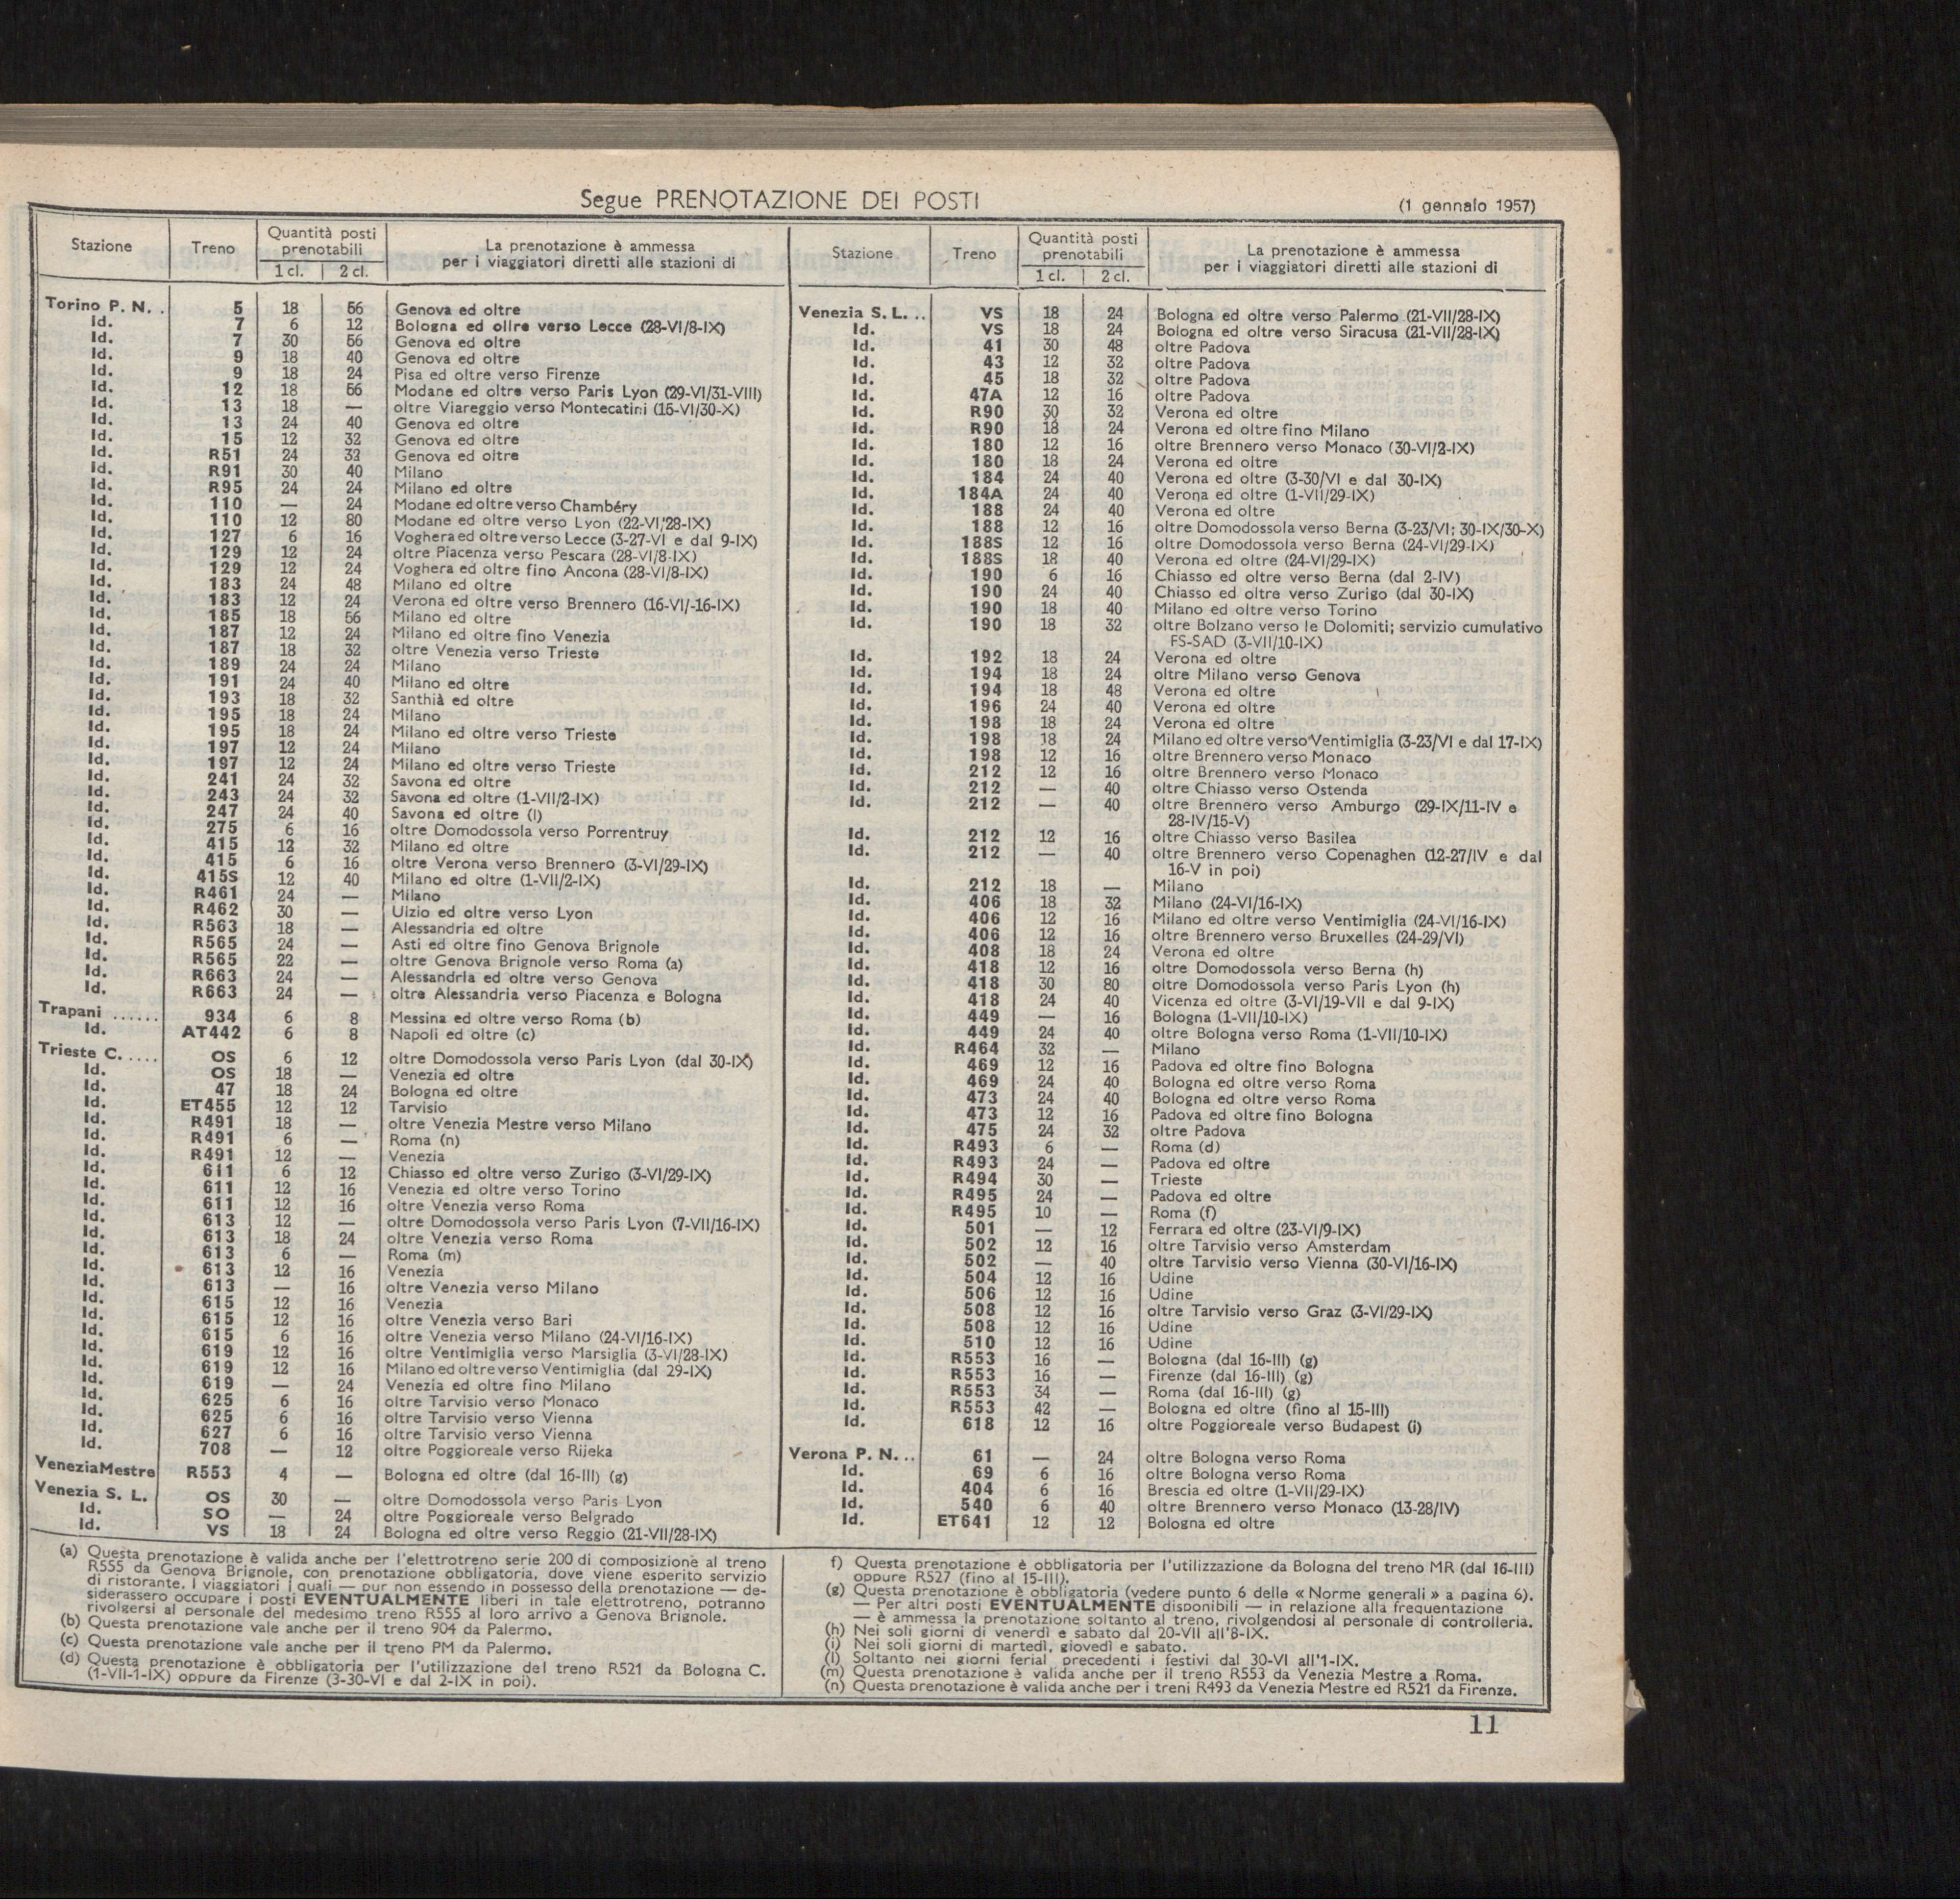 Segue PRENOTAZIONE DEI POSTI
(1 gennaio 1957)
Stazione Treno Quantità posti prenotabili 1 cl. 2 cl. La prenotazione è ammessa per i viaggiatori diretti alle stazioni di
Torino P. N. . 5 18 56 Genova ed oltre
Id. 7 6 12 Bologna ed oltre verso Lecce (28-VI/8-IX)
Id. 7 30 56 Genova ed oltre
Id. 9 18 40 Genova ed oltre
Id. 9 18 24 Pisa ed oltre verso Firenze
Id. 12 18 56 Modane ed oltre verso Paris Lyon (29-VI/31-VIII)
Id. 13 18 — oltre Viareggio verso Montecatini (15-VI/30-X)
Id. 13 24 40 Genova ed oltre
Id. 15 12 32 Genova ed oltre
Id. R51 24 32 Genova ed oltre
Id. R91 30 40 Milano
Id. R95 24 24 Milano ed oltre
Id. 110 — 24 Modane ed oltre verso Chambéry
Id. 110 12 80 Modane ed oltre verso Lyon (22-VI/28-IX)
Id. 127 6 16 Voghera ed oltre verso Lecce (3-27-VI e dal 9-IX)
Id. 129 12 24 oltre Piacenza verso Pescara (28-VI/8-IX)
Id. 129 12 24 Voghera ed oltre fino Ancona (28-VI/8-IX)
Id. 183 24 48 Milano ed oltre
Id. 183 12 24 Verona ed oltre verso Brennero (16-VI/-16-IX)
Id. 185 18 56 Milano ed oltre
Id. 187 12 24 Milano ed oltre fino Venezia
Id. 187 18 32 oltre Venezia verso Trieste
Id. 189 24 24 Milano
Id. 191 24 40 Milano ed oltre
Id. 193 18 32 Santhià ed oltre
Id. 195 18 24 Milano
Id. 195 18 24 Milano ed oltre verso Trieste
Id. 197 12 24 Milano
Id. 197 12 24 Milano ed oltre verso Trieste
Id. 241 24 32 Savona ed oltre
Id. 243 24 32 Savona ed oltre (1-VII/2-IX)
Id. 247 24 40 Savona ed oltre (l)
Id. 275 6 16 oltre Domodossola verso Porrentruy
Id. 415 12 32 Milano ed oltre
Id. 415 6 16 oltre Verona verso Brennero (3-VI/29-IX)
Id. 415S 12 40 Milano ed oltre (1-VII/2-IX)
Id. R461 24 — Milano
Id. R462 30 — Ulzio ed oltre verso Lyon
Id. R563 18 — Alessandria ed oltre
Id. R565 24 — Asti ed oltre fino Genova Brignole
Id. R565 22 — oltre Genova Brignole verso Roma (a)
Id. R663 24 — Alessandria ed oltre verso Genova
Id. R663 24 — oltre Alessandria verso Piacenza e Bologna
Trapani ...... 934 6 8 Messina ed oltre verso Roma (b)
Id. AT442 6 8 Napoli ed oltre (c)
Trieste C. .... OS 6 12 oltre Domodossola verso Paris Lyon (dal 30-IX)
Id. OS 18 — Venezia ed oltre
Id. 47 18 24 Bologna ed oltre
Id. ET455 12 12 Tarvisio
Id. R491 18 — oltre Venezia Mestre verso Milano
Id. R491 6 — Roma (n)
Id. R491 12 — Venezia
Id. 611 6 12 Chiasso ed oltre verso Zurigo (3-VI/29-IX)
Id. 611 12 16 Venezia ed oltre verso Torino
Id. 611 12 16 oltre Venezia verso Roma
Id. 613 12 — oltre Domodossola verso Paris Lyon (7-VII/16-IX)
Id. 613 18 24 oltre Venezia verso Roma
Id. 613 6 — Roma (m)
Id. 613 12 16 Venezia
Id. 613 — 16 oltre Venezia verso Milano
Id. 615 12 16 Venezia
Id. 615 12 16 oltre Venezia verso Bari
Id. 615 6 16 oltre Venezia verso Milano (24-VI/16-IX)
Id. 619 12 16 oltre Ventimiglia verso Marsiglia (3-VI/28-IX)
Id. 619 12 16 Milano ed oltre verso Ventimiglia (dal 29-IX)
Id. 619 — 24 Venezia ed oltre fino Milano
Id. 625 6 16 oltre Tarvisio verso Monaco
Id. 625 6 16 oltre Tarvisio verso Vienna
Id. 627 6 16 oltre Tarvisio verso Vienna
Id. 708 — 12 oltre Poggioreale verso Rijeka
Venezia Mestre R553 4 — Bologna ed oltre (dal 16-III) (g)
Venezia S. L. OS 30 — oltre Domodossola verso Paris Lyon
Id. SO — 24 oltre Poggioreale verso Belgrado
Id. VS 18 24 Bologna ed oltre verso Reggio (21-VII/28-IX)
Stazione Treno Quantità posti prenotabili 1 cl. 2 cl. La prenotazione è ammessa per i viaggiatori diretti alle stazioni di
Venezia S. L. .. VS 18 24 Bologna ed oltre verso Palermo (21-VII/28-IX)
Id. VS 18 24 Bologna ed oltre verso Siracusa (21-VII/28-IX)
Id. 41 30 48 oltre Padova
Id. 43 12 32 oltre Padova
Id. 45 18 32 oltre Padova
Id. 47A 12 16 oltre Padova
Id. R90 30 32 Verona ed oltre
Id. R90 18 24 Verona ed oltre fino Milano
Id. 180 12 16 oltre Brennero verso Monaco (30-VI/2-IX)
Id. 180 18 24 Verona ed oltre
Id. 184 24 40 Verona ed oltre (3-30/VI e dal 30-IX)
Id. 184A 24 40 Verona ed oltre (1-VII/29-IX)
Id. 188 24 40 Verona ed oltre
Id. 188 12 16 oltre Domodossola verso Berna (3-23/VI; 30-IX/30-X)
Id. 188S 12 16 oltre Domodossola verso Berna (24-VI/29-IX)
Id. 188S 18 40 Verona ed oltre (24-VI/29-IX)
Id. 190 6 16 Chiasso ed oltre verso Berna (dal 2-IV)
Id. 190 24 40 Chiasso ed oltre verso Zurigo (dal 30-IX)
Id. 190 18 40 Milano ed oltre verso Torino
Id. 190 18 32 oltre Bolzano verso le Dolomiti; servizio cumulativo
FS-SAD (3-VII/10-IX)
Id. 192 18 24 Verona ed oltre
Id. 194 18 24 oltre Milano verso Genova
Id. 194 18 48 Verona ed oltre
Id. 196 24 40 Verona ed oltre
Id. 198 18 24 Verona ed oltre
Id. 198 18 24 Milano ed oltre verso Ventimiglia (3-23/VI e dal 17-IX)
Id. 198 12 16 oltre Brennero verso Monaco
Id. 212 12 16 oltre Brennero verso Monaco
Id. 212 — 40 oltre Chiasso verso Ostenda
Id. 212 — 40 oltre Brennero verso Amburgo (29-IX/11-IV e
28-IV/15-V)
Id. 212 12 16 oltre Chiasso verso Basilea
Id. 212 — 40 oltre Brennero verso Copenaghen (12-27/IV e dal
16-V in poi)
Id. 212 18 — Milano
Id. 406 18 32 Milano (24-VI/16-IX)
Id. 406 12 16 Milano ed oltre verso Ventimiglia (24-VI/16-IX)
Id. 406 12 16 oltre Brennero verso Bruxelles (24-29/VI)
Id. 408 18 24 Verona ed oltre
Id. 418 12 16 oltre Domodossola verso Berna (h)
Id. 418 30 80 oltre Domodossola verso Paris Lyon (h)
Id. 418 24 40 Vicenza ed oltre (3-VI/19-VII e dal 9-IX)
Id. 449 — 16 Bologna (1-VII/10-IX)
Id. 449 24 40 oltre Bologna verso Roma (1-VII/10-IX)
Id. R464 32 — Milano
Id. 469 12 16 Padova ed oltre fino Bologna
Id. 469 24 40 Bologna ed oltre verso Roma
Id. 473 24 40 Bologna ed oltre verso Roma
Id. 473 12 16 Padova ed oltre fino Bologna
Id. 475 24 32 oltre Padova
Id. R493 6 — Roma (d)
Id. R493 24 — Padova ed oltre
Id. R494 30 — Trieste
Id. R495 24 — Padova ed oltre
Id. R495 10 — Roma (f)
Id. 501 — 12 Ferrara ed oltre (23-VI/9-IX)
Id. 502 12 16 oltre Tarvisio verso Amsterdam
Id. 502 — 40 oltre Tarvisio verso Vienna (30-VI/16-IX)
Id. 504 12 16 Udine
Id. 506 12 16 Udine
Id. 508 12 16 oltre Tarvisio verso Graz (3-VI/29-IX)
Id. 508 12 16 Udine
Id. 510 12 16 Udine
Id. R553 16 — Bologna (dal 16-III) (g)
Id. R553 16 — Firenze (dal 16-III) (g)
Id. R553 34 — Roma (dal 16-III) (g)
Id. R553 42 — Bologna ed oltre (fino al 15-III)
Id. 618 12 16 oltre Poggioreale verso Budapest (i)
Verona P. N. .. 61 — 24 oltre Bologna verso Roma
Id. 69 6 16 oltre Bologna verso Roma
Id. 404 6 16 Brescia ed oltre (1-VII/29-IX)
Id. 540 6 40 oltre Brennero verso Monaco (13-28/IV)
Id. ET641 12 12 Bologna ed oltre
(a) Questa prenotazione è valida anche per l'elettrotreno serie 200 di composizione al treno
R555 da Genova Brignole, con prenotazione obbligatoria, dove viene esperito servizio
di ristorante. I viaggiatori i quali — pur non essendo in possesso della prenotazione — de-
siderassero occupare i posti EVENTUALMENTE liberi in tale elettrotreno, potranno
rivolgersi al personale del medesimo treno R555 al loro arrivo a Genova Brignole.
(b) Questa prenotazione vale anche per il treno 904 da Palermo.
(c) Questa prenotazione vale anche per il treno PM da Palermo.
(d) Questa prenotazione è obbligatoria per l'utilizzazione del treno R521 da Bologna C.
(1-VII-1-IX) oppure da Firenze (3-30-VI e dal 2-IX in poi).
f) Questa prenotazione è obbligatoria per l'utilizzazione da Bologna del treno MR (dal 16-III)
oppure R527 (fino al 15-III).
(g) Questa prenotazione è obbligatoria (vedere punto 6 delle « Norme generali » a pagina 6).
— Per altri posti EVENTUALMENTE disponibili — in relazione alla frequentazione
— è ammessa la prenotazione soltanto al treno, rivolgendosi al personale di controlleria.
(h) Nei soli giorni di venerdì e sabato dal 20-VII all'8-IX.
(i) Nei soli giorni di martedì, giovedì e sabato.
(l) Soltanto nei giorni ferial precedenti i festivi dal 30-VI all'1-IX.
(m) Questa prenotazione è valida anche per il treno R553 da Venezia Mestre a Roma.
(n) Questa prenotazione è valida anche per i treni R493 da Venezia Mestre ed R521 da Firenze.
11